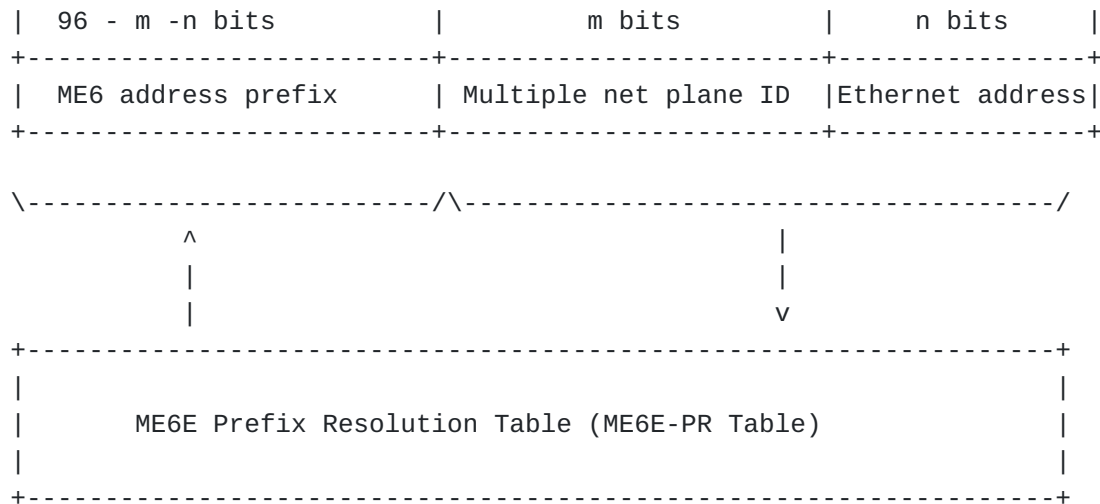 |  96 - m -n bits          |         m bits         |     n bits     |
+--------------------------+------------------------+----------------+
|  ME6 address prefix      | Multiple net plane ID  |Ethernet address|
+--------------------------+------------------------+----------------+
\--------------------------/\--------------------------------------/
           ^                                     |
           |                                     |
           |                                     v
+-------------------------------------------------------------------+
|                                                                   |
|       ME6E Prefix Resolution Table (ME6E-PR Table)                |
|                                                                   |
+-------------------------------------------------------------------+